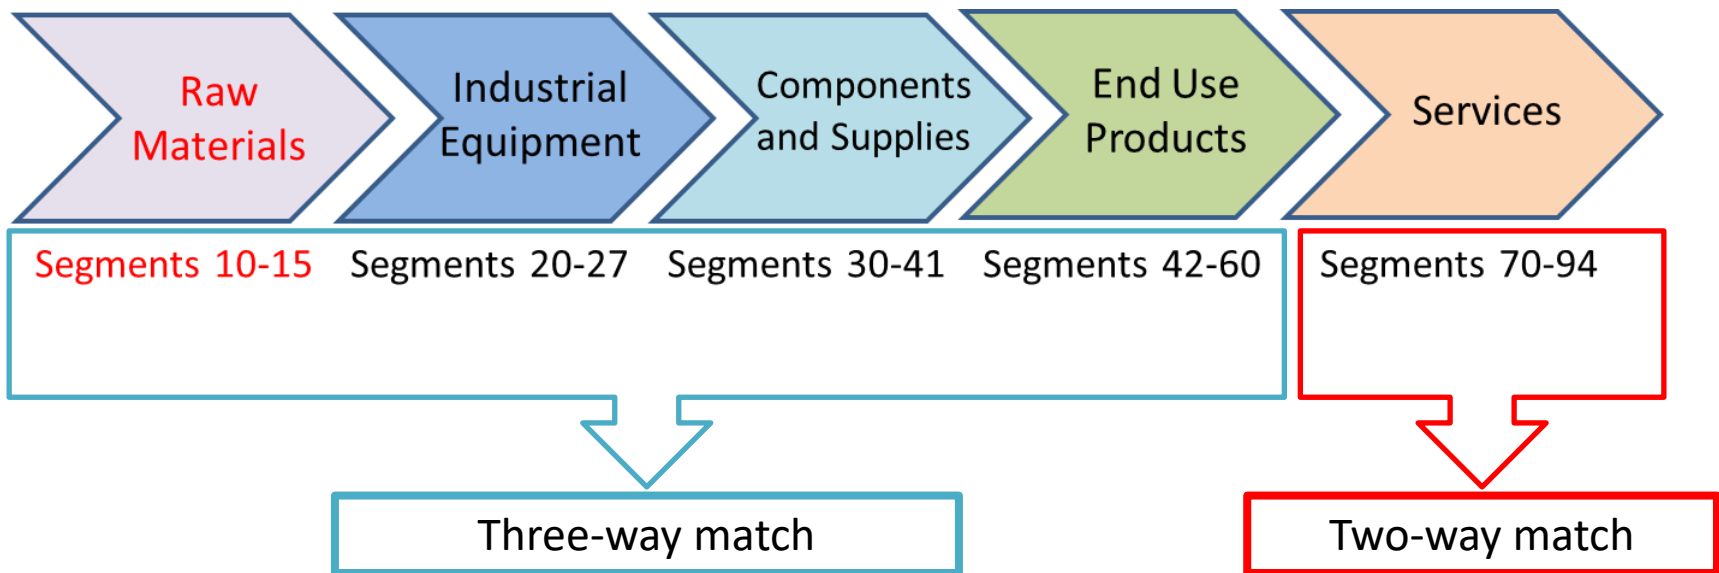 Raw
Materials
Industrial
Equipment
Components
and Supplies
End Use
Products
Services
Segments 10-15
Segments 20-27
Segments 30-41
Segments 42-60
Segments 70-94
Three-way match
Two-way match